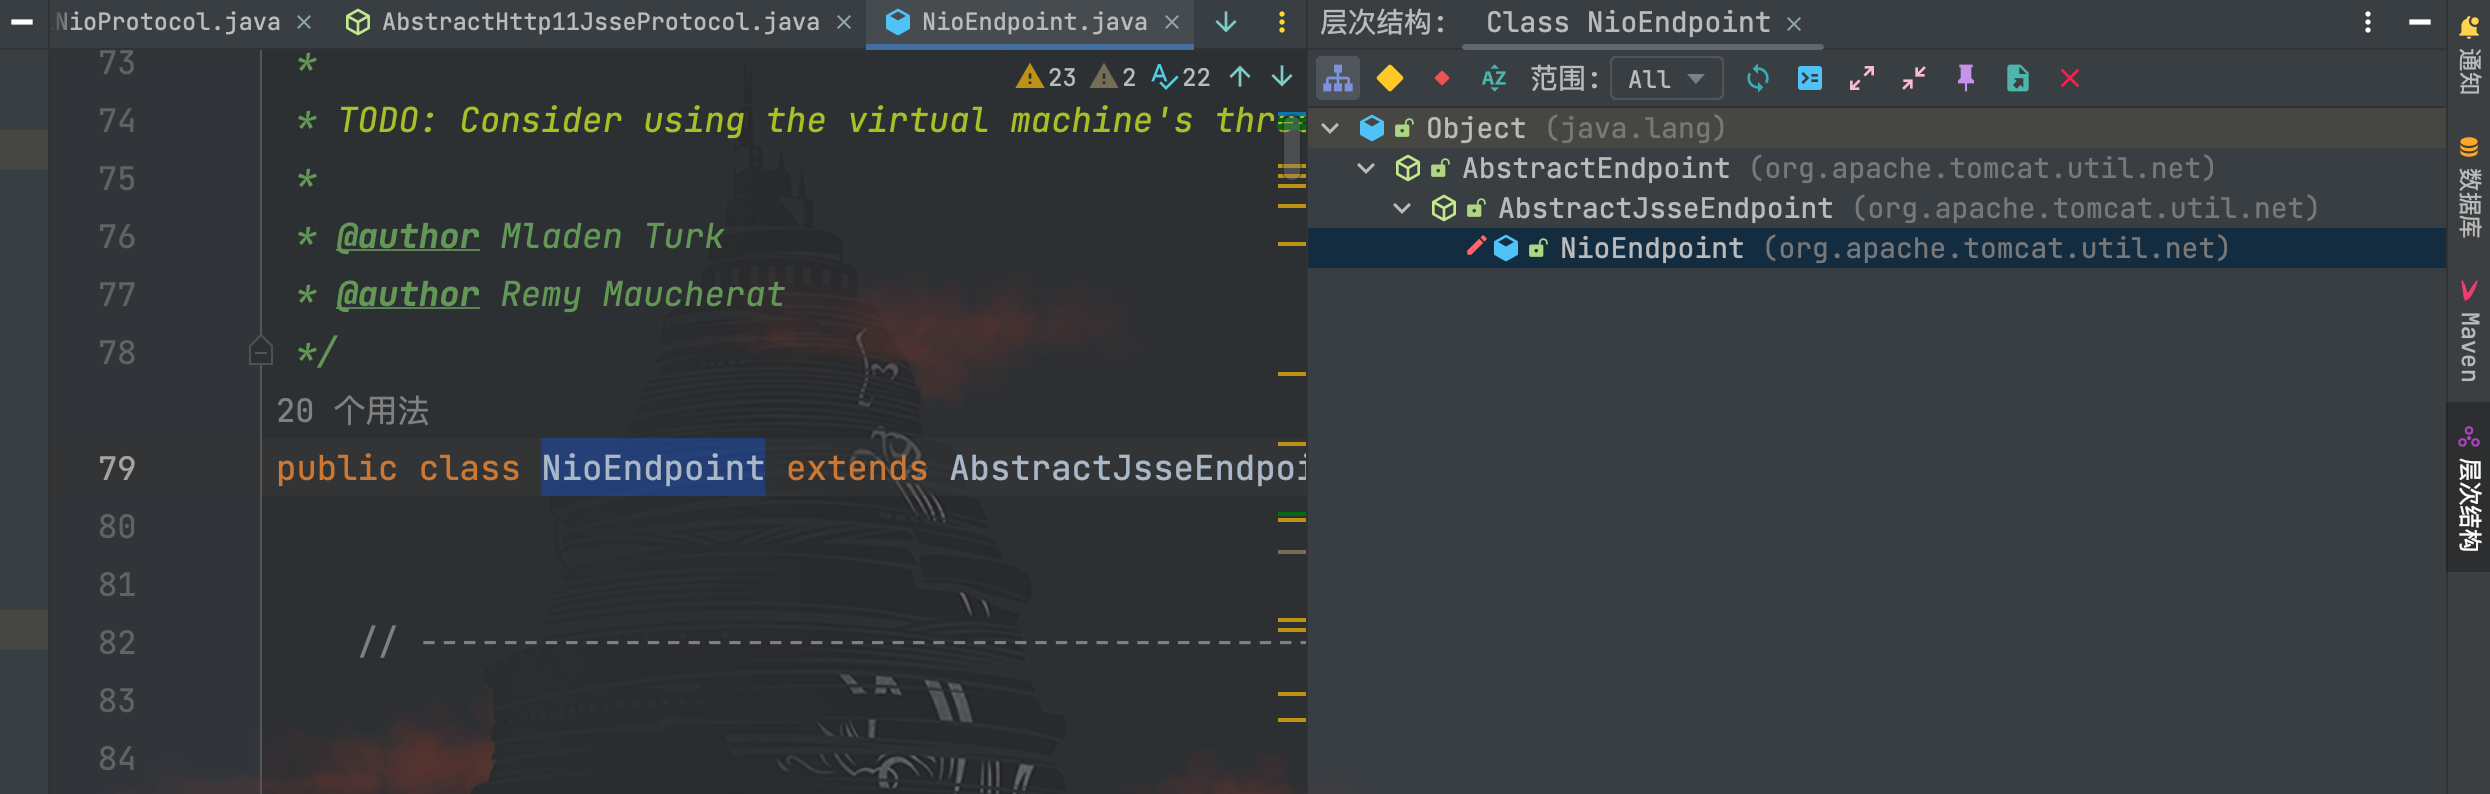 NioProtocol.java AbstractHttp11JsseProtocol.java NioEndpoint.java
73 *
23 2 22
74 * TODO: Consider using the virtual machine's thr
75 *
76 * @author Mladen Turk
77 * @author Remy Maucherat
78 */
20 个用法
79 public class NioEndpoint extends AbstractJsseEndpoi
80
81
82 // -------------------------------------------
83
84
层次结构: Class NioEndpoint
范围: All
Object (java.lang)
AbstractEndpoint (org.apache.tomcat.util.net)
AbstractJsseEndpoint (org.apache.tomcat.util.net)
NioEndpoint (org.apache.tomcat.util.net)
通知
数据库
Maven
层次结构